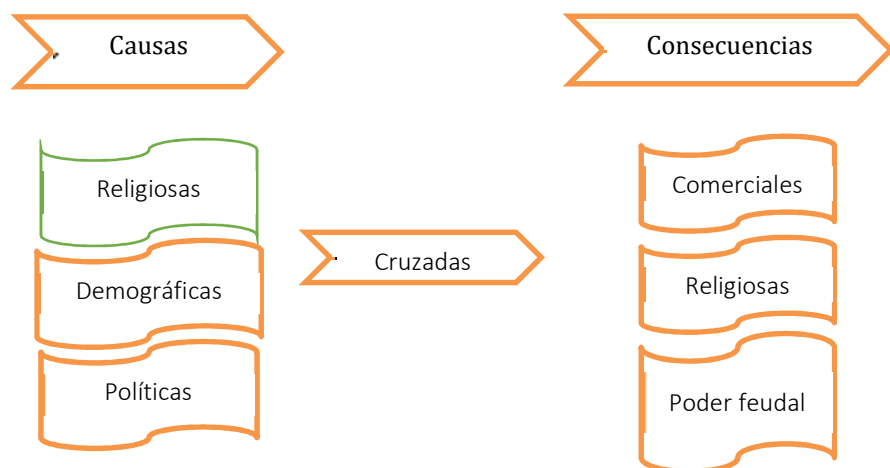 Causas
Consecuencias
Religiosas
Demográficas
Políticas
Cruzadas
Comerciales
Religiosas
Poder feudal